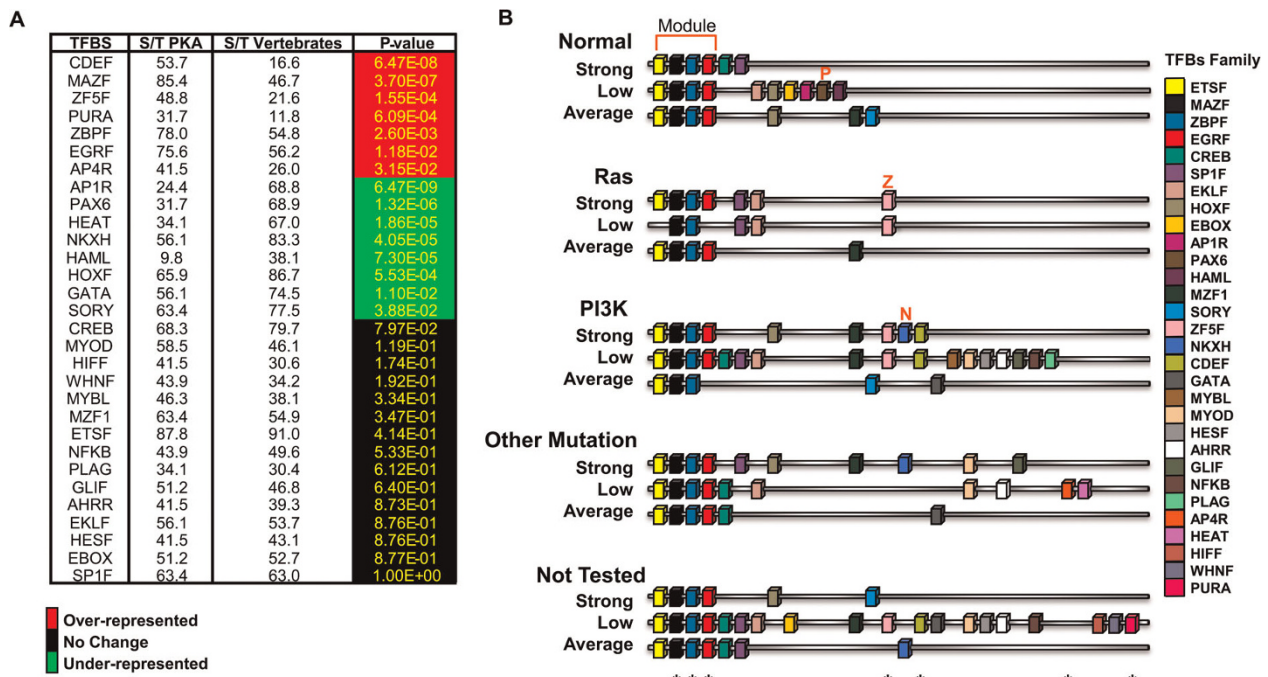 A
TFBS S/T PKA S/T Vertebrates P-value
CDEF 53.7 16.6 6.47E-08
MAZF 85.4 46.7 3.70E-07
ZF5F 48.8 21.6 1.55E-04
PURA 31.7 11.8 6.09E-04
ZBPF 78.0 54.8 2.60E-03
EGRF 75.6 56.2 1.18E-02
AP4R 41.5 26.0 3.15E-02
AP1R 24.4 68.8 6.47E-09
PAX6 31.7 68.9 1.32E-06
HEAT 34.1 67.0 1.86E-05
NKXH 56.1 83.3 4.05E-05
HAML 9.8 38.1 7.30E-05
HOXF 65.9 86.7 5.53E-04
GATA 56.1 74.5 1.10E-02
SORY 63.4 77.5 3.88E-02
CREB 68.3 79.7 7.97E-02
MYOD 58.5 46.1 1.19E-01
HIFF 41.5 30.6 1.74E-01
WHNF 43.9 34.2 1.92E-01
MYBL 46.3 38.1 3.34E-01
MZF1 63.4 54.9 3.47E-01
ETSF 87.8 91.0 4.14E-01
NFKB 43.9 49.6 5.33E-01
PLAG 34.1 30.4 6.12E-01
GLIF 51.2 46.8 6.40E-01
AHRR 41.5 39.3 8.73E-01
EKLF 56.1 53.7 8.76E-01
HESF 41.5 43.1 8.76E-01
EBOX 51.2 52.7 8.77E-01
SP1F 63.4 63.0 1.00E+00
Over-represented
No Change
Under-represented
B
Module
Normal
Strong
P
Low
Average
Ras
Z
Strong
Low
Average
PI3K
N
Strong
Low
Average
Other Mutation
Strong
Low
Average
Not Tested
Strong
Low
Average
* * * * * * *
TFBs Family
ETSF
MAZF
ZBPF
EGRF
CREB
SP1F
EKLF
HOXF
EBOX
AP1R
PAX6
HAML
MZF1
SORY
ZF5F
NKXH
CDEF
GATA
MYBL
MYOD
HESF
AHRR
GLIF
NFKB
PLAG
AP4R
HEAT
HIFF
WHNF
PURA